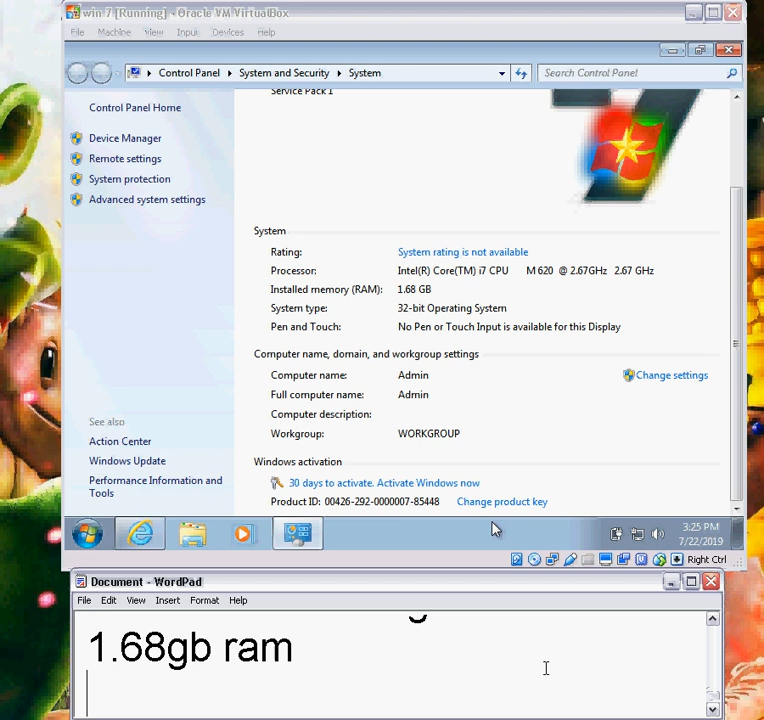 win 7 [Running] - Oracle VM VirtualBox
File Machine View Input Devices Help
Control Panel System and Security System Search Control Panel
Service Pack 1
Control Panel Home
Device Manager
Remote settings
System protection
Advanced system settings
System
Rating: System rating is not available
Processor: Intel(R) Core(TM) i7 CPU M 620 @ 2.67GHz 2.67 GHz
Installed memory (RAM): 1.68 GB
System type: 32-bit Operating System
Pen and Touch: No Pen or Touch Input is available for this Display
Computer name, domain, and workgroup settings
Computer name: Admin Change settings
Full computer name: Admin
Computer description:
Workgroup: WORKGROUP
See also
Action Center
Windows Update
Performance Information and
Tools
Windows activation
30 days to activate. Activate Windows now
Product ID: 00426-292-0000007-85448 Change product key
3:25 PM
7/22/2019
Right Ctrl
Document - WordPad
File Edit View Insert Format Help
1.68gb ram